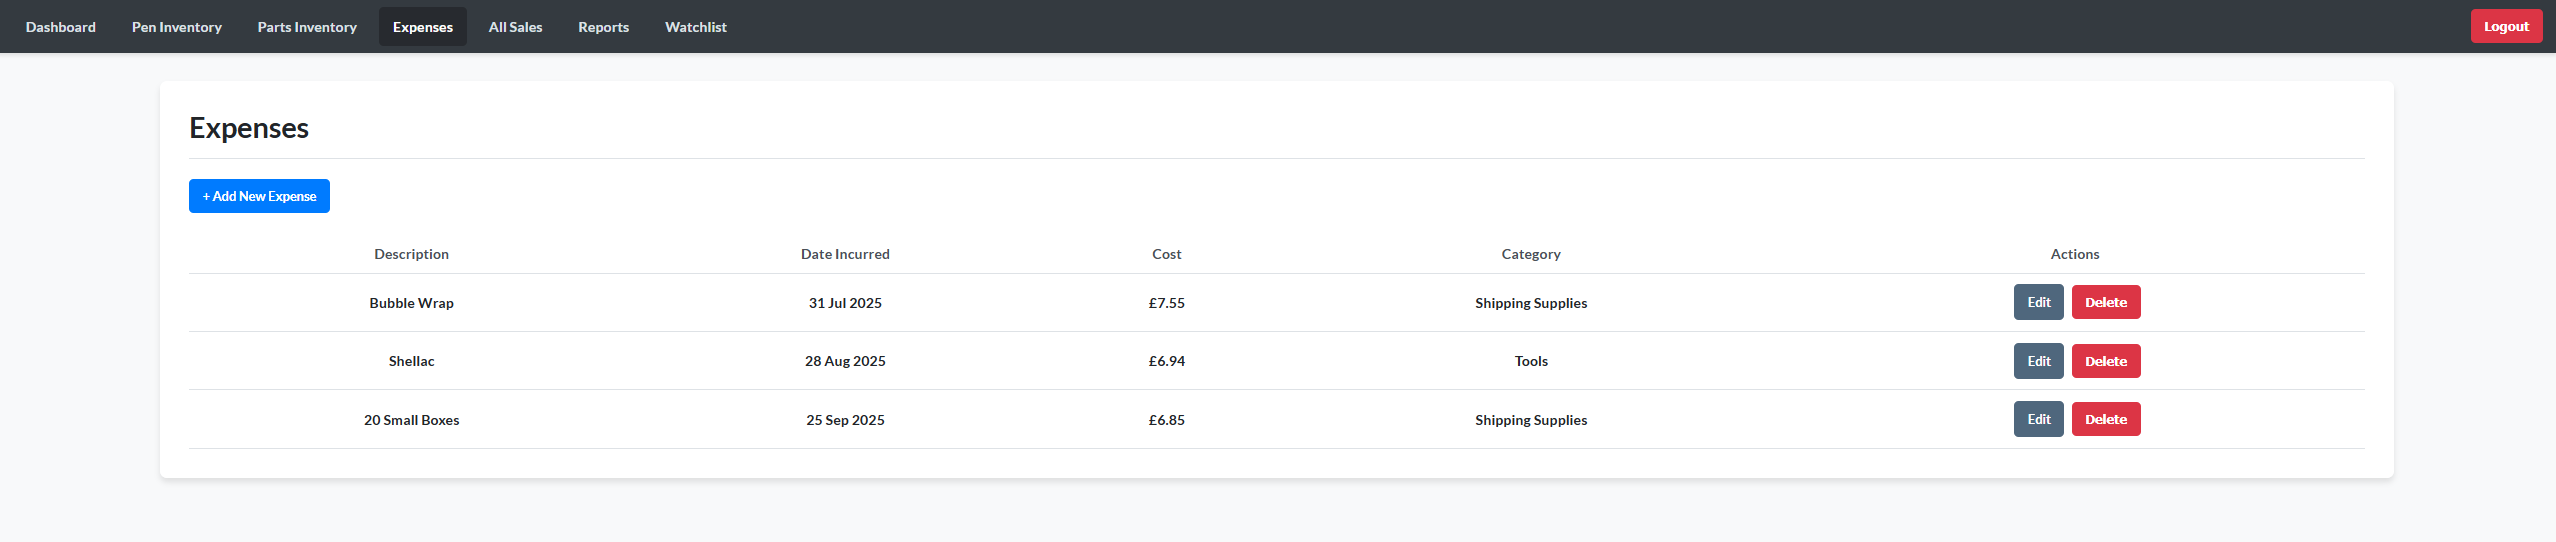 Dashboard Pen Inventory Parts Inventory Expenses All Sales Reports Watchlist Logout
Expenses
+ Add New Expense
Description Date Incurred Cost Category Actions
Bubble Wrap 31 Jul 2025 £7.55 Shipping Supplies Edit Delete
Shellac 28 Aug 2025 £6.94 Tools Edit Delete
20 Small Boxes 25 Sep 2025 £6.85 Shipping Supplies Edit Delete